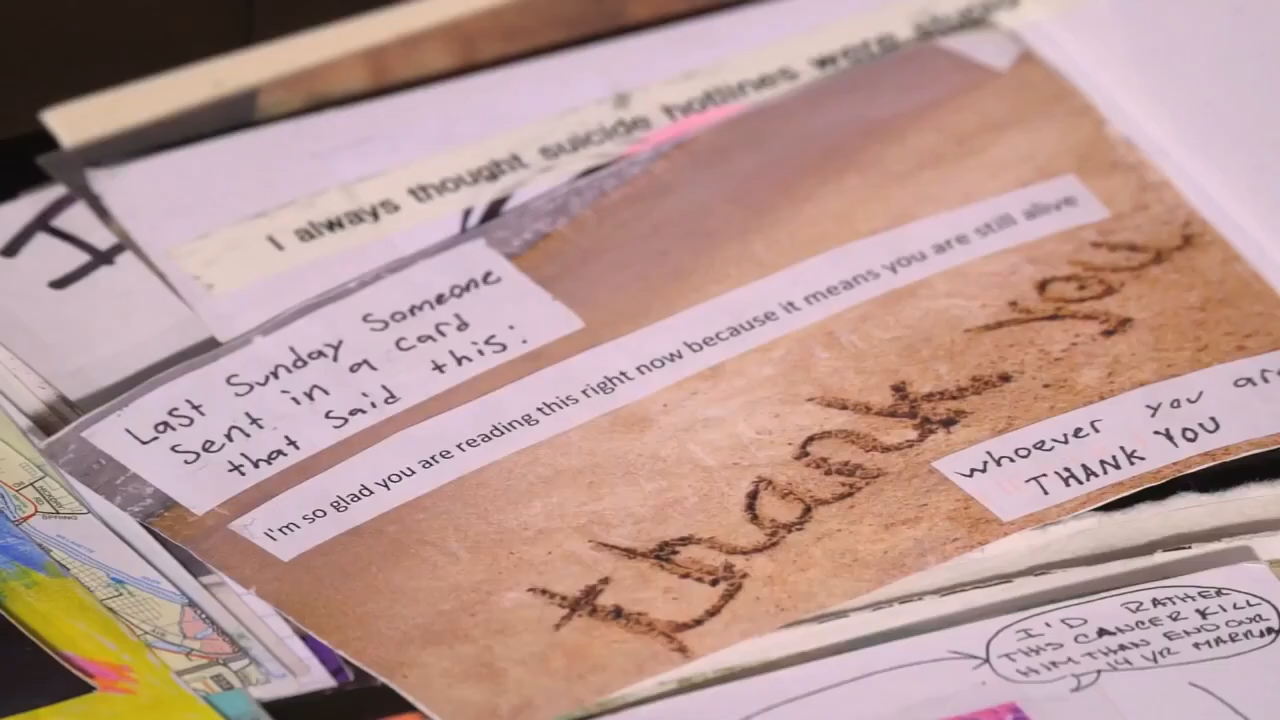 I always thought suicide hotlines were
I
Last Sunday Someone
Sent in a card
that Said this:
I'm so glad you are reading this right now because it means you are still alive
thank you
whoever you are
THANK YOU
I'D RATHER
THIS CANCER KILL
HIM THAN END OUR
14 YR